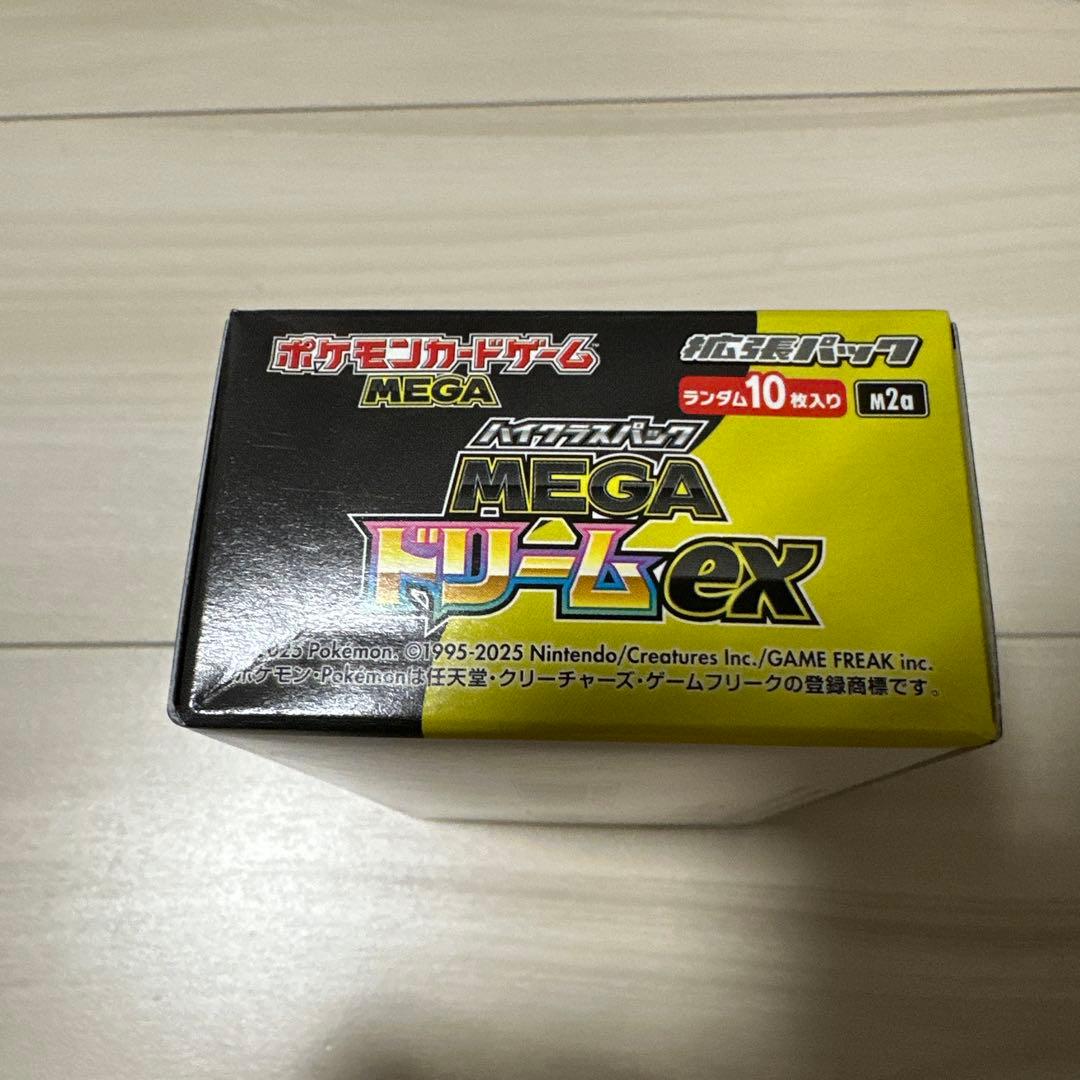 ポケモンカードゲーム
MEGA
拡張パック
ランダム10枚入り M2a
ハイクラスパック
MEGA
ドリームex
2025 Pokémon. ©1995-2025 Nintendo/Creatures Inc./GAME FREAK inc.
ポケモン・Pokémonは任天堂・クリーチャーズ・ゲームフリークの登録商標です。